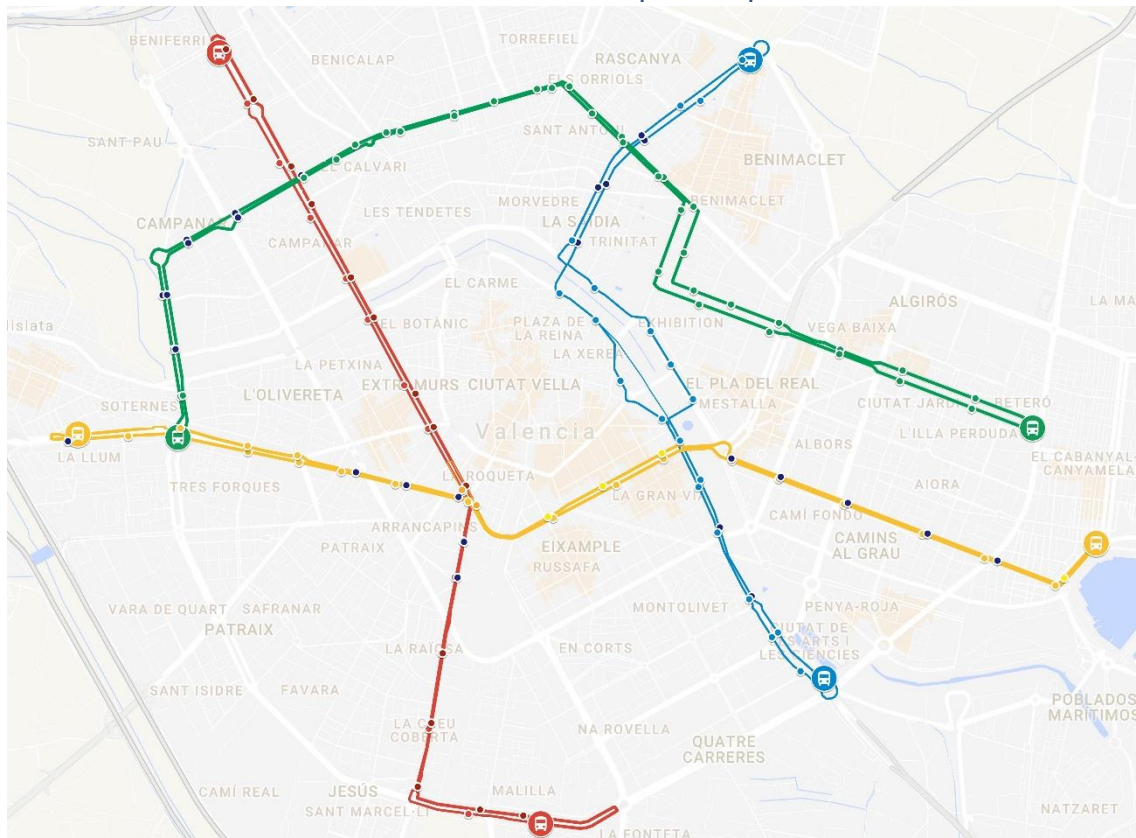 BENIFERRI
TORREFIEL
RASCANYA
BENICALAP
ELS ORRIOLS
SANT PAU
SANT ANTONI
BENIMACLET
EL CALVARI
MORVEDRE
BENIMACLET
CAMPANAR
LES TENDETES
LA SAÏDIA
CAMPANAR
TRINITAT
EL CARME
ALGIRÓS
LA MA
lislata
EL BOTÀNIC
PLAZA DE
LA REINA
EXHIBITION
VEGA BAIXA
LA XEREA
LA PETXINA
L'OLIVERETA
EXTRAMURS
CIUTAT VELLA
EL PLA DEL REAL
SOTERNES
MESTALLA
CIUTAT JARDÍ
BETERÓ
Valencia
L'ILLA PERDUDA
LA LLUM
ALBORS
EL CABANYAL-
CANYAMELA
LA ROQUETA
TRES FORQUES
LA GRAN VIA
AIORA
ARRANCAPINS
CAMÍ FONDO
PATRAIX
EIXAMPLE
CAMINS
AL GRAU
RUSSAFA
VARA DE QUART
SAFRANAR
MONTOLIVET
PENYA-ROJA
PATRAIX
CIUTAT DE
LES ARTS I
LES CIÈNCIES
LA RAÏOSA
EN CORTS
SANT ISIDRE
FAVARA
POBLADOS
MARÍTIMOS
LA CREU
COBERTA
NA ROVELLA
QUATRE
CARRERES
CAMÍ REAL
JESÚS
MALILLA
SANT MARCEL·LÍ
NATZARET
LA FONTETA